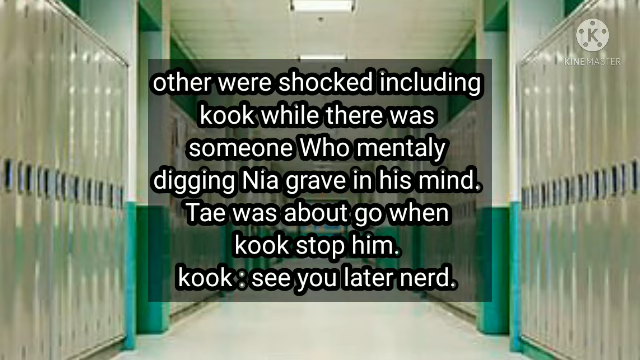 KINEMASTER
other were shocked including
kook while there was
someone Who mentaly
digging Nia grave in his mind.
Tae was about go when
kook stop him.
kook : see you later nerd.